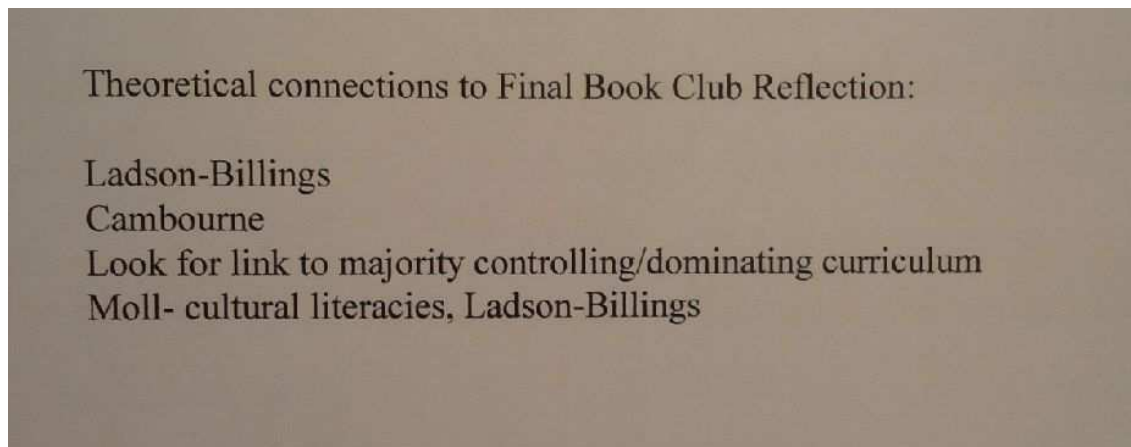 Theoretical connections to Final Book Club Reflection:
Ladson-Billings
Cambourne
Look for link to majority controlling/dominating curriculum
Moll- cultural literacies, Ladson-Billings